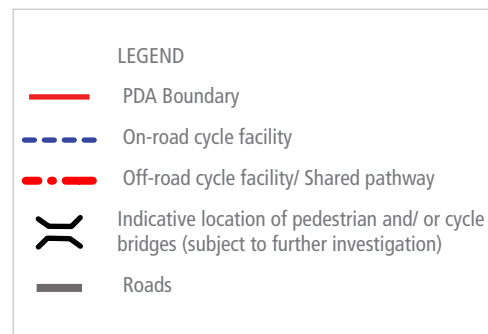 LEGEND
PDA Boundary
On-road cycle facility
Off-road cycle facility/ Shared pathway
Indicative location of pedestrian and/ or cycle
bridges (subject to further investigation)
Roads